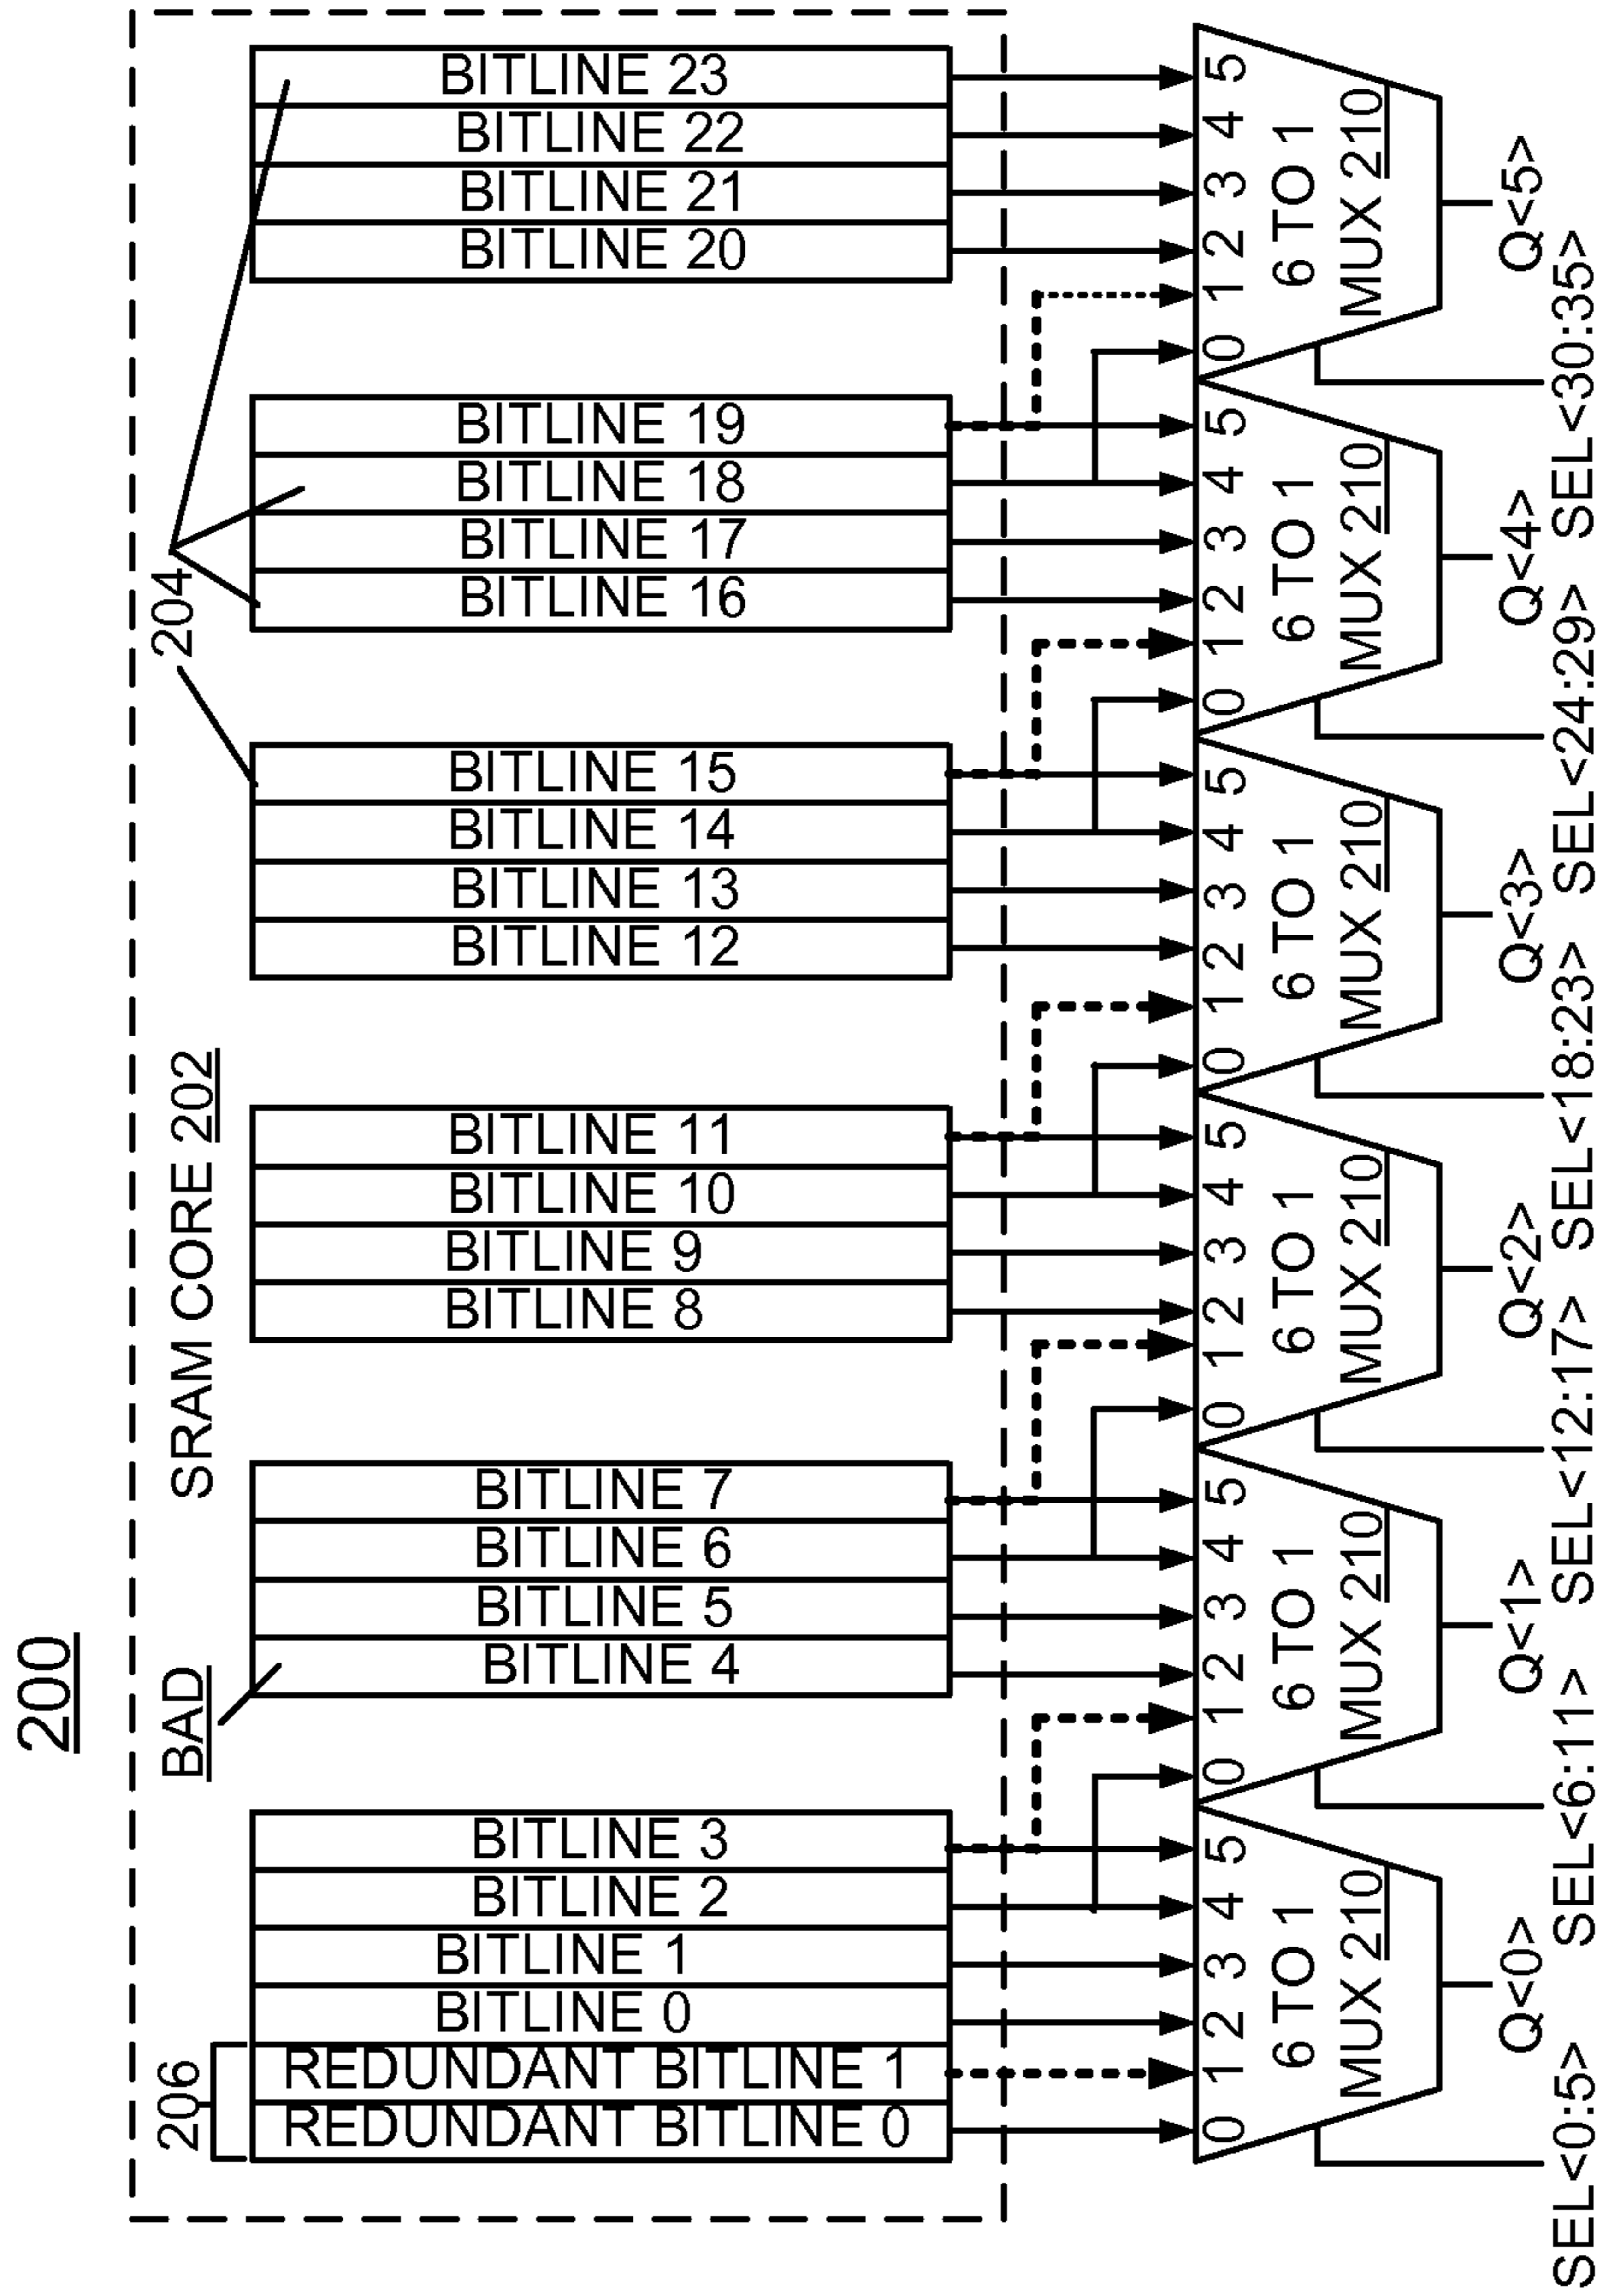 200
SRAM CORE 202
206
BAD
204
REDUNDANT BITLINE 0
REDUNDANT BITLINE 1
BITLINE 0
BITLINE 1
BITLINE 2
BITLINE 3
BITLINE 4
BITLINE 5
BITLINE 6
BITLINE 7
BITLINE 8
BITLINE 9
BITLINE 10
BITLINE 11
BITLINE 12
BITLINE 13
BITLINE 14
BITLINE 15
BITLINE 16
BITLINE 17
BITLINE 18
BITLINE 19
BITLINE 20
BITLINE 21
BITLINE 22
BITLINE 23
0 1 2 3 4 5
6 TO 1
MUX 210
0 1 2 3 4 5
6 TO 1
MUX 210
0 1 2 3 4 5
6 TO 1
MUX 210
0 1 2 3 4 5
6 TO 1
MUX 210
0 1 2 3 4 5
6 TO 1
MUX 210
0 1 2 3 4 5
6 TO 1
MUX 210
Q<0> Q<1> Q<2> Q<3> Q<4> Q<5>
SEL<0:5> SEL<6:11> SEL<12:17> SEL<18:23> SEL<24:29> SEL<30:35>